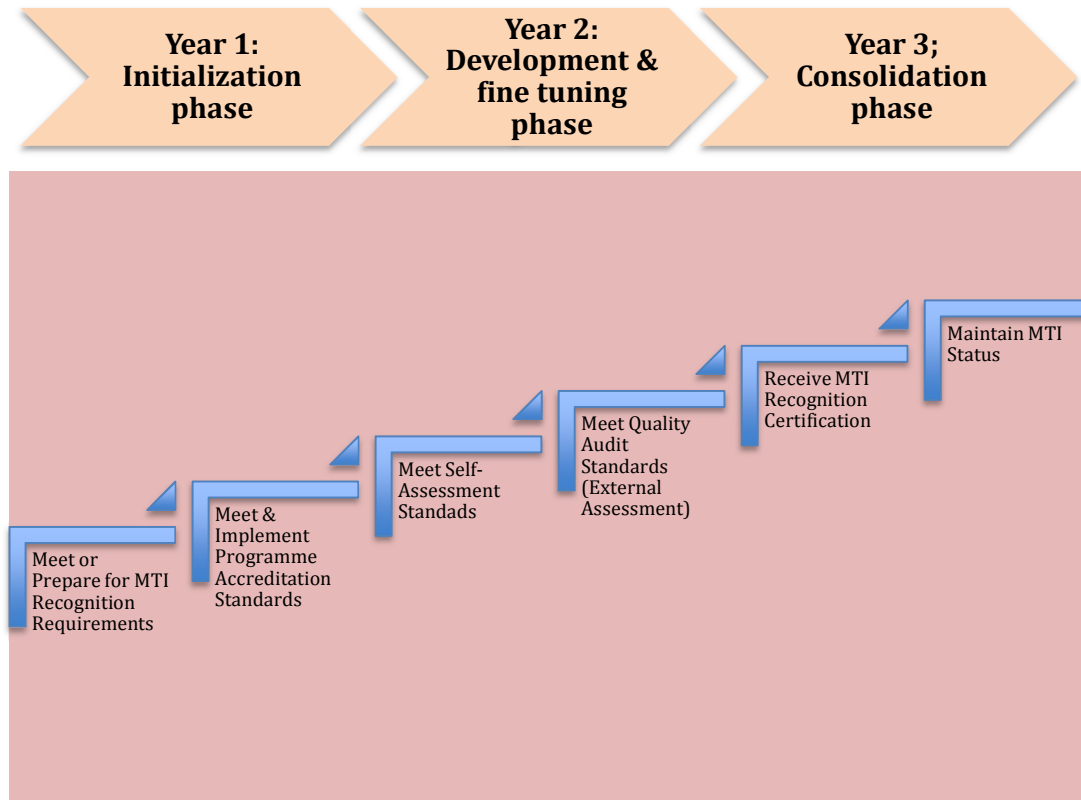 Year 1:
Initialization
phase
Year 2:
Development &
fine tuning
phase
Year 3;
Consolidation
phase
Meet or
Prepare for MTI
Recognition
Requirements
Meet &
Implement
Programme
Accreditation
Standards
Meet Self-
Assessment
Standads
Meet Quality
Audit
Standards
(External
Assessment)
Receive MTI
Recognition
Certification
Maintain MTI
Status